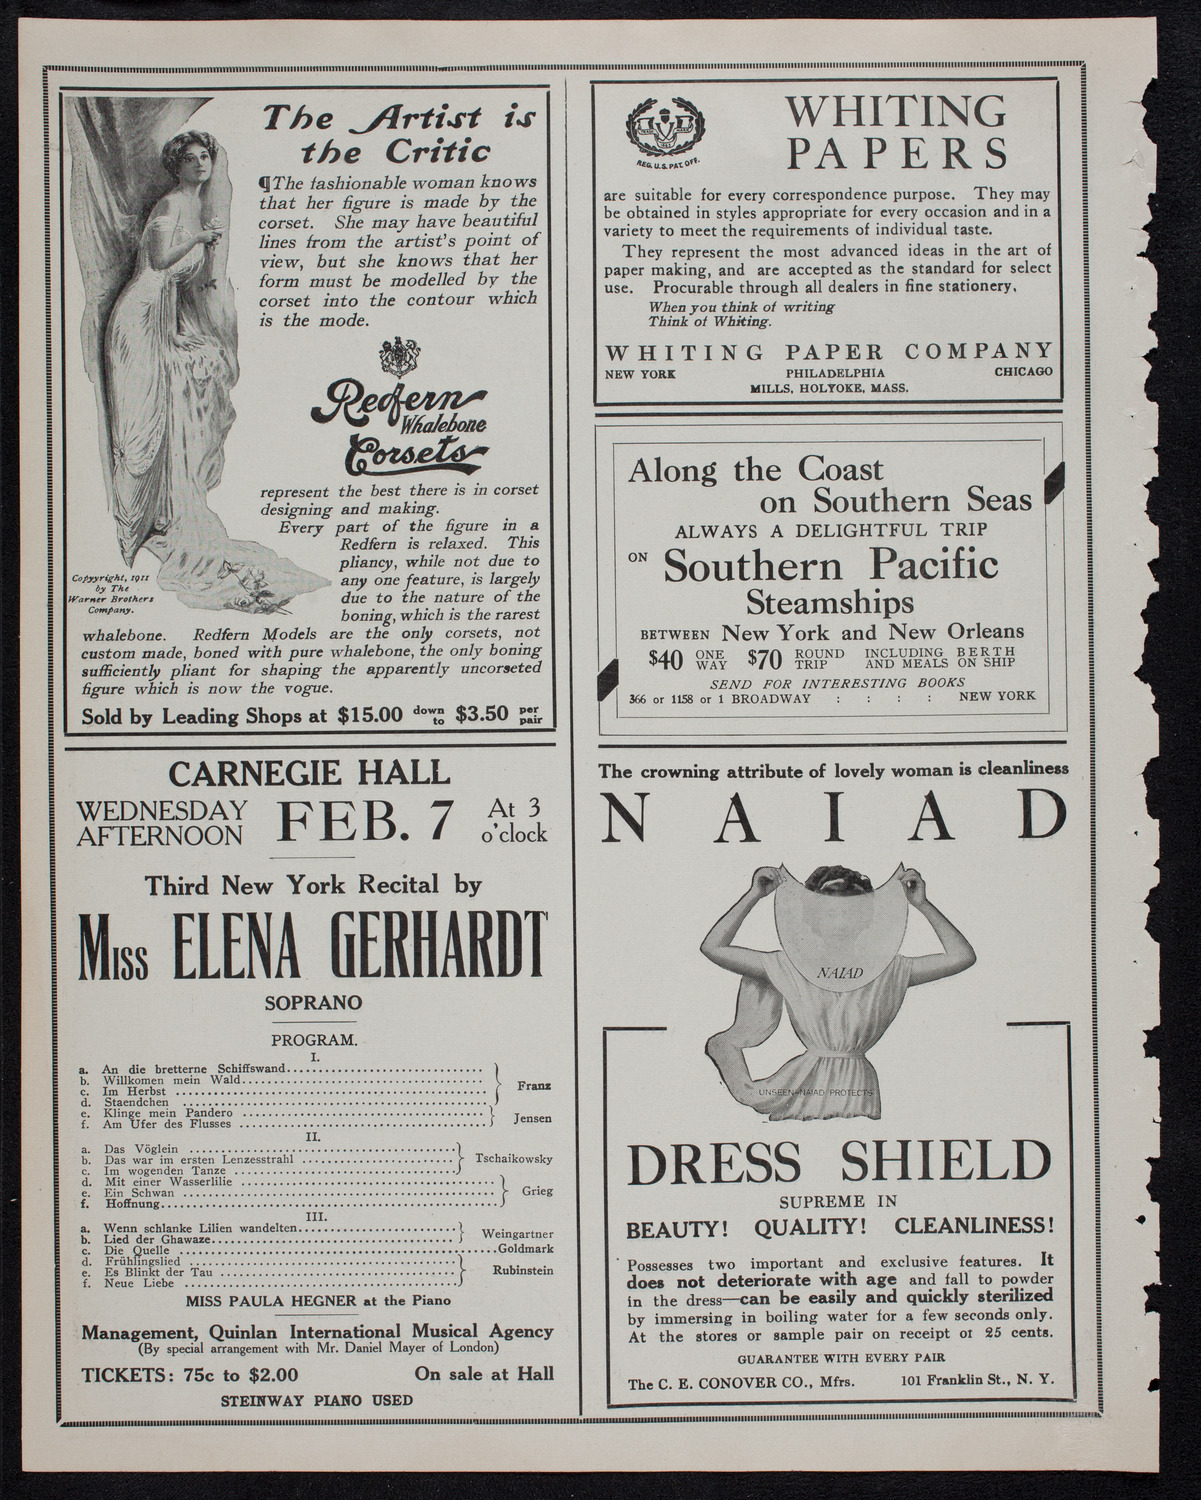 The Artist is
the Critic
¶The fashionable woman knows
that her figure is made by the
corset. She may have beautiful
lines from the artist's point of
view, but she knows that her
form must be modelled by the
corset into the contour which
is the mode.
Redfern
Whalebone
Corsets
represent the best there is in corset
designing and making.
Every part of the figure in a
Redfern is relaxed. This
pliancy, while not due to
any one feature, is largely
due to the nature of the
boning, which is the rarest
Copyright, 1911
by The
Warner Brothers
Company.
whalebone. Redfern Models are the only corsets, not
custom made, boned with pure whalebone, the only boning
sufficiently pliant for shaping the apparently uncorseted
figure which is now the vogue.
Sold by Leading Shops at $15.00 down to $3.50 per pair
CARNEGIE HALL
WEDNESDAY AFTERNOON FEB. 7 At 3 o'clock
Third New York Recital by
Miss ELENA GERHARDT
SOPRANO
PROGRAM.
I.
a. An die bretterne Schiffswand
b. Willkomen mein Wald
c. Im Herbst
d. Staendchen
Franz
e. Klinge mein Pandero
f. Am Ufer des Flusses
Jensen
II.
a. Das Vöglein
b. Das war im ersten Lenzesstrahl
c. Im wogenden Tanze
Tschaikowsky
d. Mit einer Wasserlilie
e. Ein Schwan
f. Hoffnung
Grieg
III.
a. Wenn schlanke Lilien wandelten
b. Lied der Ghawaze
Weingartner
c. Die Quelle ....Goldmark
d. Frühlingslied
e. Es Blinkt der Tau
f. Neue Liebe
Rubinstein
MISS PAULA HEGNER at the Piano
Management, Quinlan International Musical Agency
(By special arrangement with Mr. Daniel Mayer of London)
TICKETS: 75c to $2.00 On sale at Hall
STEINWAY PIANO USED
REG. U.S. PAT. OFF.
WHITING
PAPERS
are suitable for every correspondence purpose. They may
be obtained in styles appropriate for every occasion and in a
variety to meet the requirements of individual taste.
They represent the most advanced ideas in the art of
paper making, and are accepted as the standard for select
use. Procurable through all dealers in fine stationery.
When you think of writing
Think of Whiting.
WHITING PAPER COMPANY
NEW YORK PHILADELPHIA CHICAGO
MILLS, HOLYOKE, MASS.
Along the Coast
on Southern Seas
ALWAYS A DELIGHTFUL TRIP
ON Southern Pacific
Steamships
BETWEEN New York and New Orleans
$40 ONE WAY $70 ROUND TRIP INCLUDING BERTH AND MEALS ON SHIP
SEND FOR INTERESTING BOOKS
366 or 1158 or 1 BROADWAY : : : : NEW YORK
The crowning attribute of lovely woman is cleanliness
NAIAD
NAIAD
UNSEEN-NAIAD PROTECTS
DRESS SHIELD
SUPREME IN
BEAUTY! QUALITY! CLEANLINESS!
Possesses two important and exclusive features. It
does not deteriorate with age and fall to powder
in the dress—can be easily and quickly sterilized
by immersing in boiling water for a few seconds only.
At the stores or sample pair on receipt of 25 cents.
GUARANTEE WITH EVERY PAIR
The C. E. CONOVER CO., Mfrs. 101 Franklin St., N. Y.